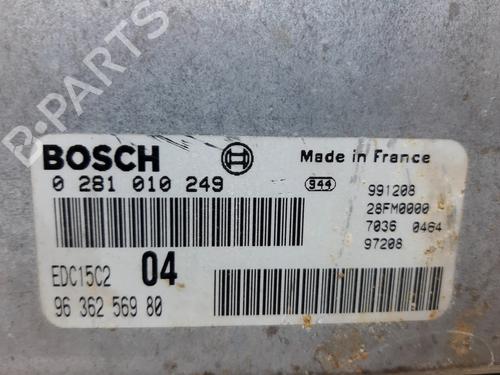 B-PARTS
BOSCH
Made in France
0 281 010 249
944
991208
28FM0000
7036 0464
97208
EDC15C2 04
96 362 569 80